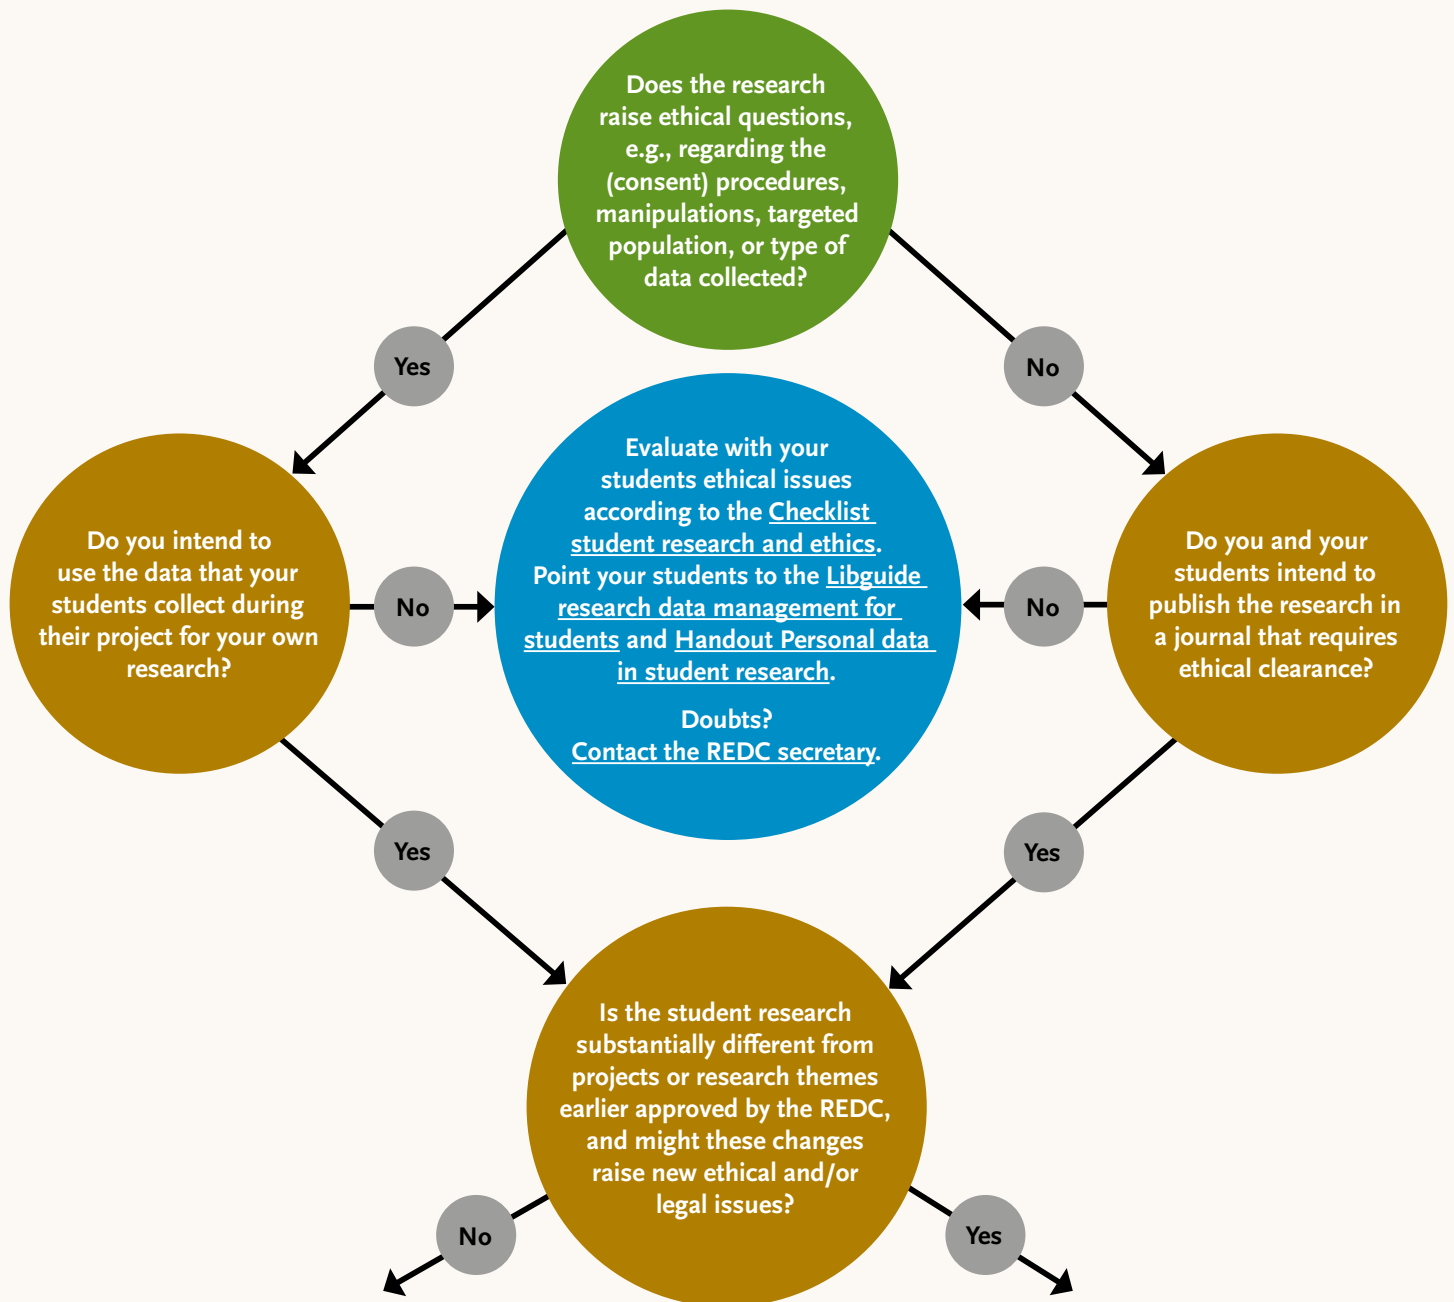 Does the research
raise ethical questions,
e.g., regarding the
(consent) procedures,
manipulations, targeted
population, or type of
data collected?
Yes
No
Do you intend to
use the data that your
students collect during
their project for your own
research?
No
Evaluate with your
students ethical issues
according to the Checklist
student research and ethics.
Point your students to the Libguide
research data management for
students and Handout Personal data
in student research.
Doubts?
Contact the REDC secretary.
No
Do you and your
students intend to
publish the research in
a journal that requires
ethical clearance?
Yes
Yes
Is the student research
substantially different from
projects or research themes
earlier approved by the REDC,
and might these changes
raise new ethical and/or
legal issues?
No
Yes